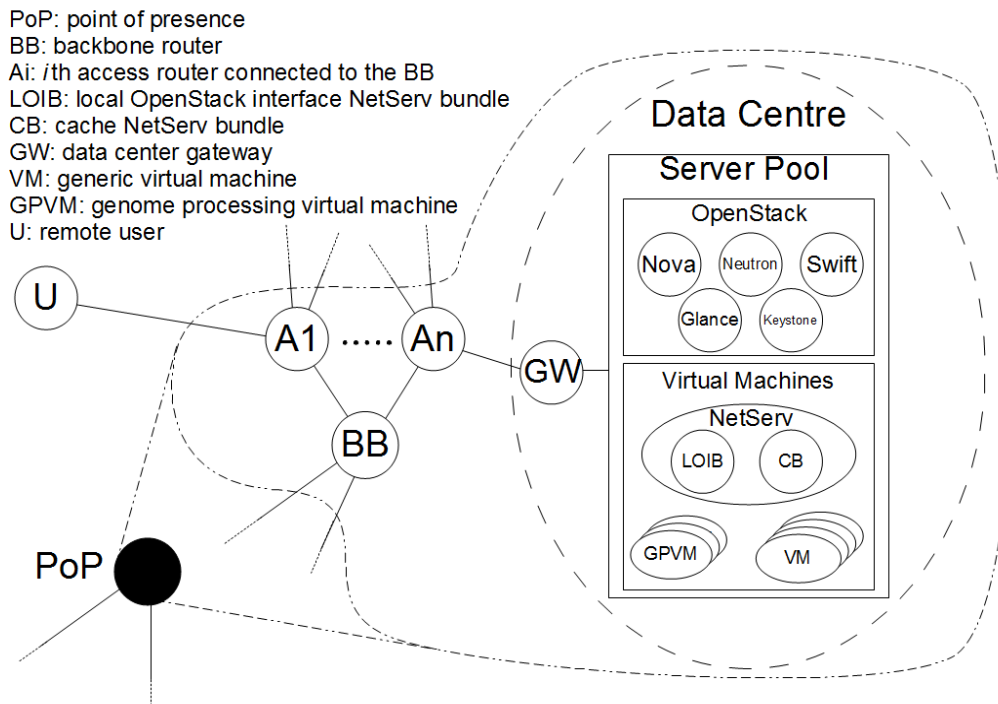 PoP: point of presence
BB: backbone router
Ai: ith access router connected to the BB
LOIB: local OpenStack interface NetServ bundle
CB: cache NetServ bundle
GW: data center gateway
VM: generic virtual machine
GPVM: genome processing virtual machine
U: remote user
Data Centre
Server Pool
OpenStack
Nova
Neutron
Swift
Glance
Keystone
U
A1
.....
An
GW
BB
Virtual Machines
NetServ
LOIB
CB
GPVM
VM
PoP